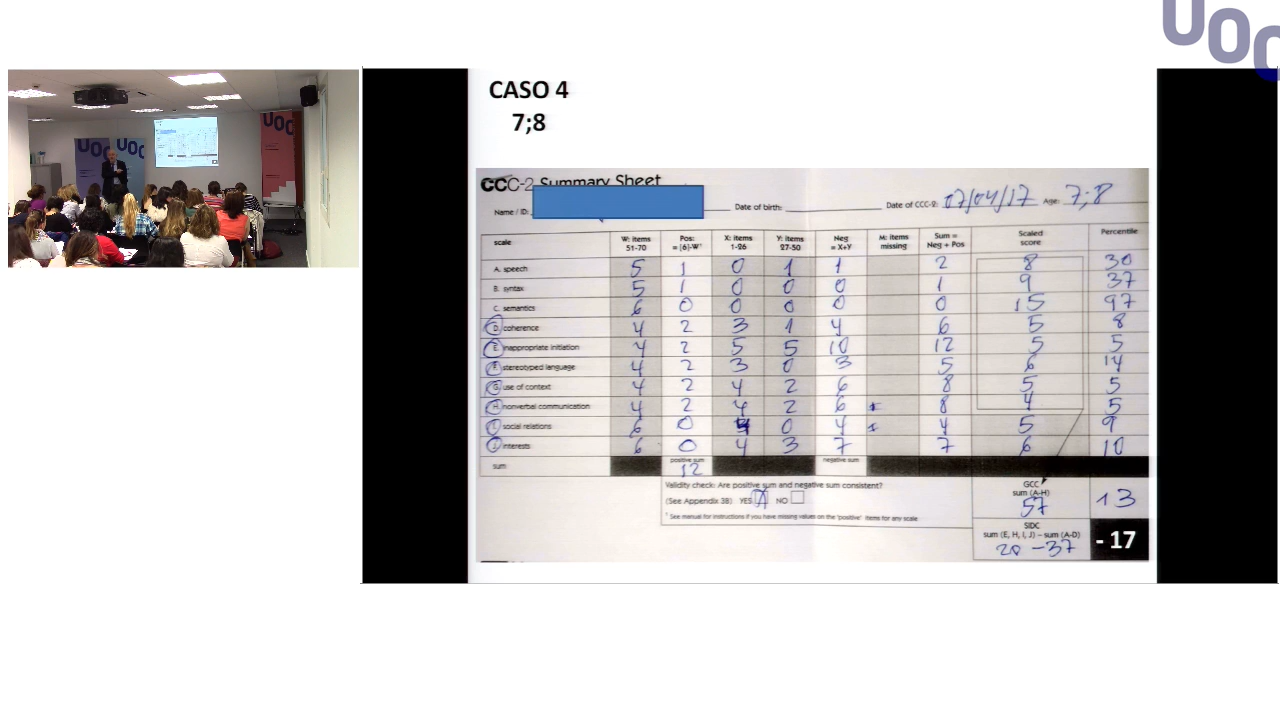 UOC
UOC UOC
UOC
CASO 4
7;8
CCC-2 Summary Sheet
Name / ID: Date of birth: Date of CCC-2: 07/04/17 Age: 7;8
scale W: items 51-70 Pos: = (6)-W* X: items 1-26 Y: items 27-50 Neg = X+Y M: items missing Sum = Neg + Pos Scaled score Percentile
A. speech 5 1 0 1 1 2 8 30
B. syntax 5 1 0 0 0 1 9 37
C. semantics 6 0 0 0 0 0 15 97
D. coherence 4 2 3 1 4 6 5 8
E. inappropriate initiation 4 2 5 5 10 12 5 5
F. stereotyped language 4 2 3 0 3 5 6 14
G. use of context 4 2 4 2 6 8 5 5
H. nonverbal communication 4 2 4 2 6 * 8 4 5
I. social relations 6 0 4 0 4 * 4 5 9
J. interests 6 0 4 3 7 7 6 10
sum positive sum 12 negative sum
Validity check: Are positive sum and negative sum consistent?
(See Appendix 3B) YES X NO
* See manual for instructions if you have missing values on the 'positive' items for any scale
GCC
sum (A-H)
57 13
SIDC
sum (E, H, I, J) – sum (A-D)
20 -37 - 17